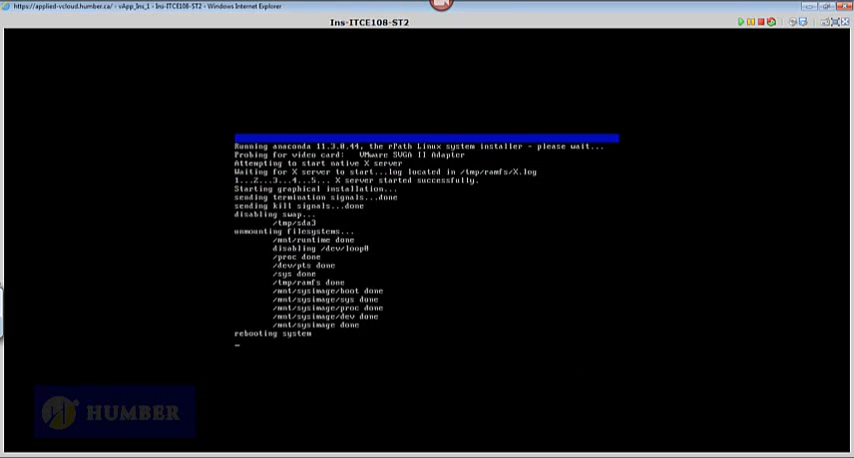 https://applied-vcloud.humber.ca/ - vApp_Ins_1 - Ins-ITCE108-ST2 - Windows Internet Explorer
Ins-ITCE108-ST2
Running anaconda 11.3.0.44, the rPath Linux system installer - please wait...
Probing for video card:   VMware SVGA II Adapter
Attempting to start native X server
Waiting for X server to start...log located in /tmp/ramfs/X.log
1...2...3...4...5... X server started successfully.
Starting graphical installation...
sending termination signals...done
sending kill signals...done
disabling swap...
/tmp/sda3
unmounting filesystems...
/mnt/runtime done
disabling /dev/loop0
/proc done
/dev/pts done
/sys done
/tmp/ramfs done
/mnt/sysimage/boot done
/mnt/sysimage/sys done
/mnt/sysimage/proc done
/mnt/sysimage/dev done
/mnt/sysimage done
rebooting system
HUMBER